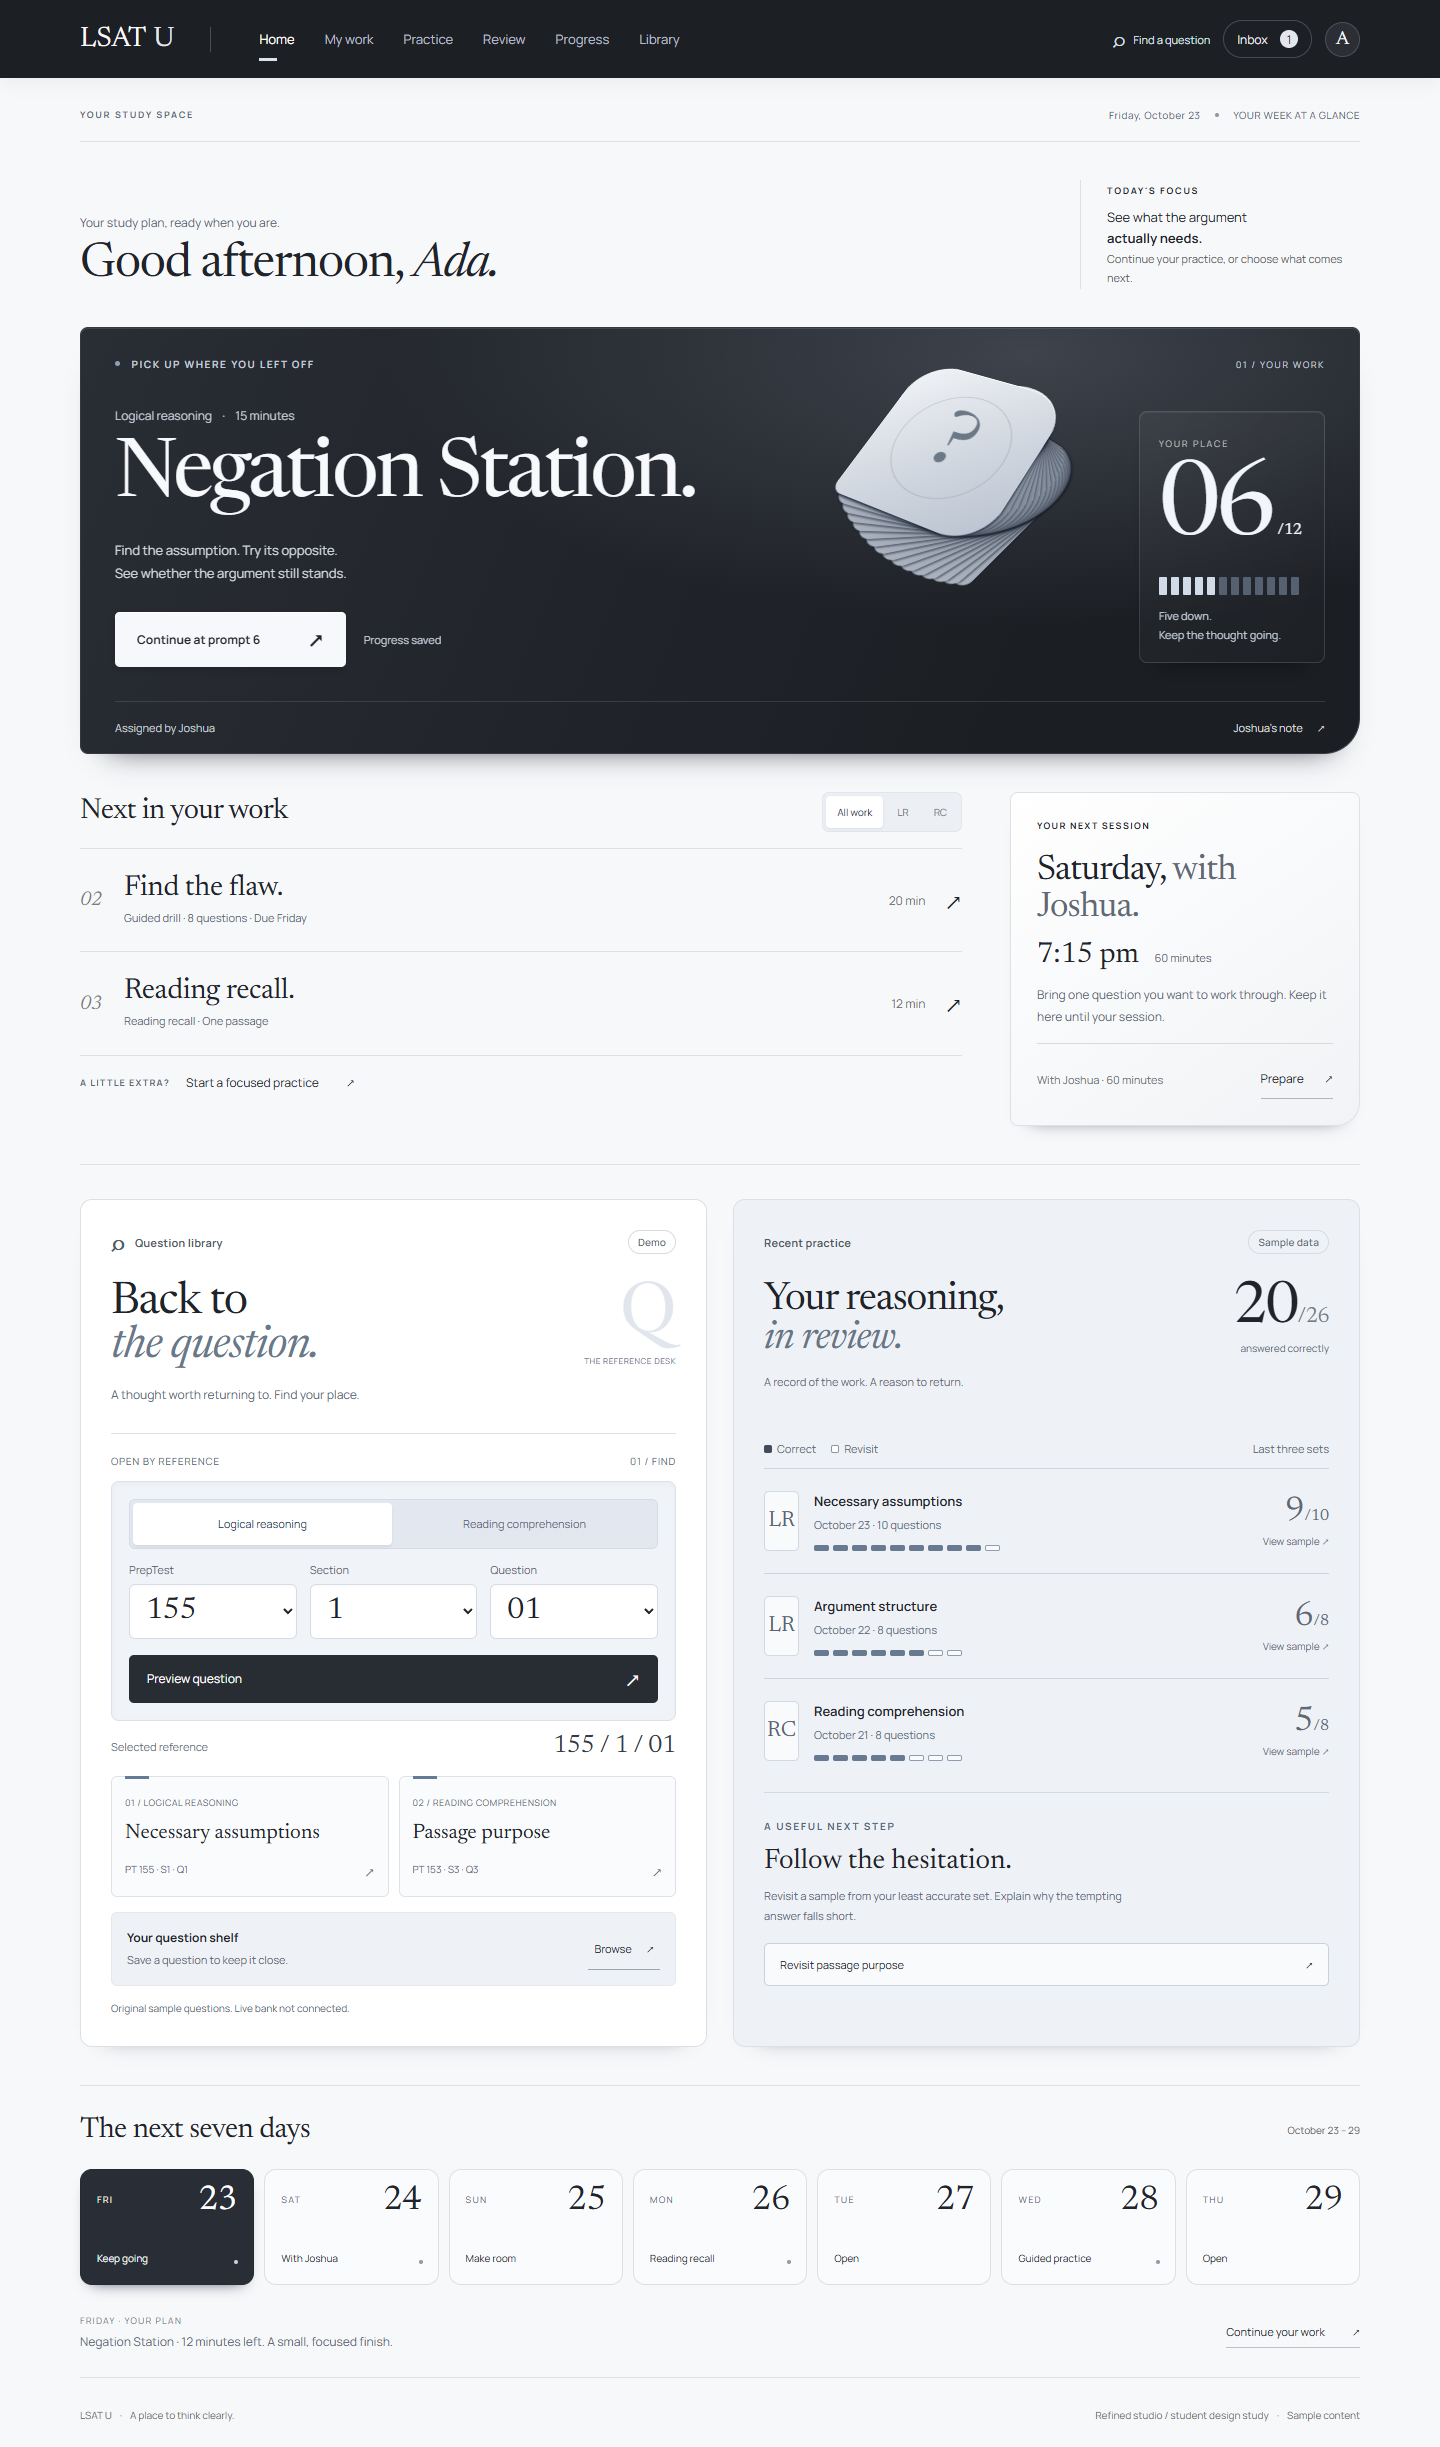 LSAT U
Home
My work
Practice
Review
Progress
Library
Find a question
Inbox 1
A
YOUR STUDY SPACE
Friday, October 23 • YOUR WEEK AT A GLANCE
Your study plan, ready when you are.
Good afternoon, Ada.
TODAY'S FOCUS
See what the argument
actually needs.
Continue your practice, or choose what comes
next.
PICK UP WHERE YOU LEFT OFF
01 / YOUR WORK
Logical reasoning · 15 minutes
Negation Station.
Find the assumption. Try its opposite.
See whether the argument still stands.
Continue at prompt 6 ↗
Progress saved
?
YOUR PLACE
06 /12
Five down.
Keep the thought going.
Assigned by Joshua
Joshua's note ↗
Next in your work
All work
LR
RC
02
Find the flaw.
Guided drill · 8 questions · Due Friday
20 min ↗
03
Reading recall.
Reading recall · One passage
12 min ↗
A LITTLE EXTRA? Start a focused practice ↗
YOUR NEXT SESSION
Saturday, with
Joshua.
7:15 pm 60 minutes
Bring one question you want to work through. Keep it
here until your session.
With Joshua · 60 minutes
Prepare ↗
Question library
Demo
Back to
the question.
Q
THE REFERENCE DESK
A thought worth returning to. Find your place.
OPEN BY REFERENCE
01 / FIND
Logical reasoning
Reading comprehension
PrepTest
Section
Question
155
1
01
Preview question ↗
Selected reference
155 / 1 / 01
01 / LOGICAL REASONING
Necessary assumptions
PT 155 · S1 · Q1 ↗
02 / READING COMPREHENSION
Passage purpose
PT 153 · S3 · Q3 ↗
Your question shelf
Save a question to keep it close.
Browse ↗
Original sample questions. Live bank not connected.
Recent practice
Sample data
Your reasoning,
in review.
20/26
answered correctly
A record of the work. A reason to return.
Correct
Revisit
Last three sets
LR
Necessary assumptions
October 23 · 10 questions
9/10
View sample ↗
LR
Argument structure
October 22 · 8 questions
6/8
View sample ↗
RC
Reading comprehension
October 21 · 8 questions
5/8
View sample ↗
A USEFUL NEXT STEP
Follow the hesitation.
Revisit a sample from your least accurate set. Explain why the tempting
answer falls short.
Revisit passage purpose ↗
The next seven days
October 23 – 29
FRI 23
Keep going
SAT 24
With Joshua
SUN 25
Make room
MON 26
Reading recall
TUE 27
Open
WED 28
Guided practice
THU 29
Open
FRIDAY · YOUR PLAN
Negation Station · 12 minutes left. A small, focused finish.
Continue your work ↗
LSAT U · A place to think clearly.
Refined studio / student design study · Sample content